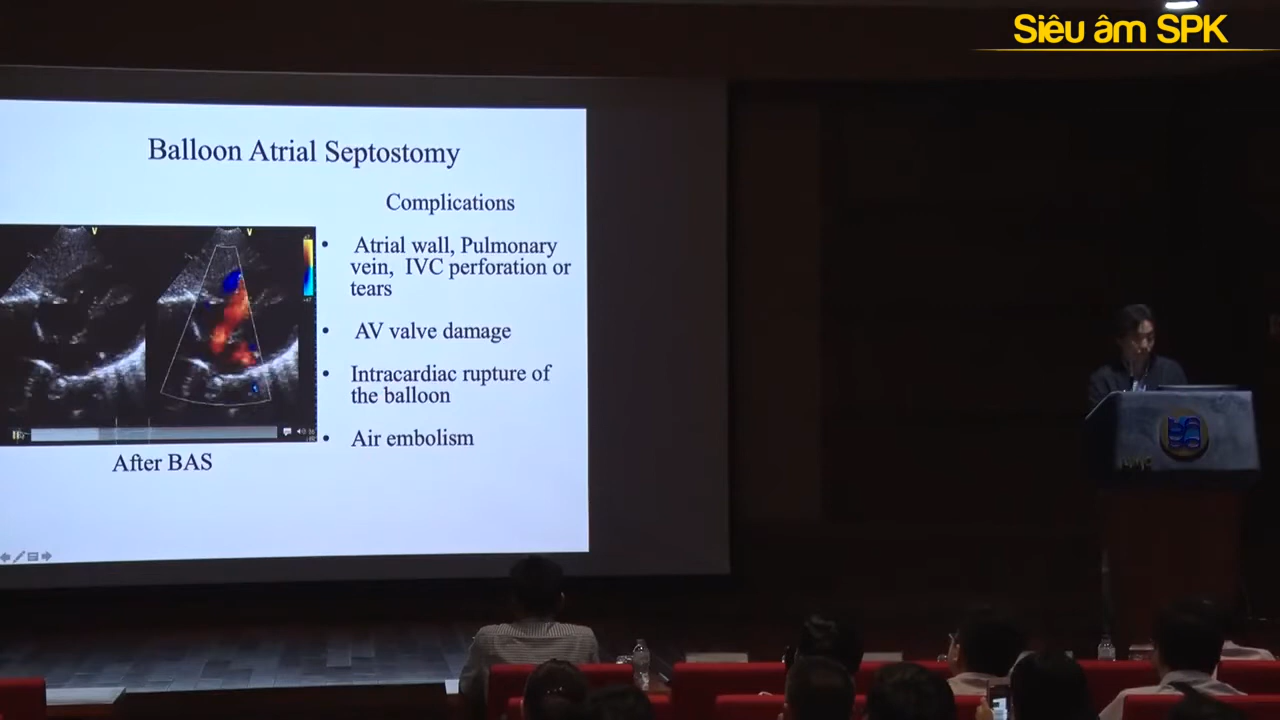 Siêu âm SPK
Balloon Atrial Septostomy
Complications
• Atrial wall, Pulmonary
vein, IVC perforation or
tears
• AV valve damage
• Intracardiac rupture of
the balloon
• Air embolism
V
V
After BAS